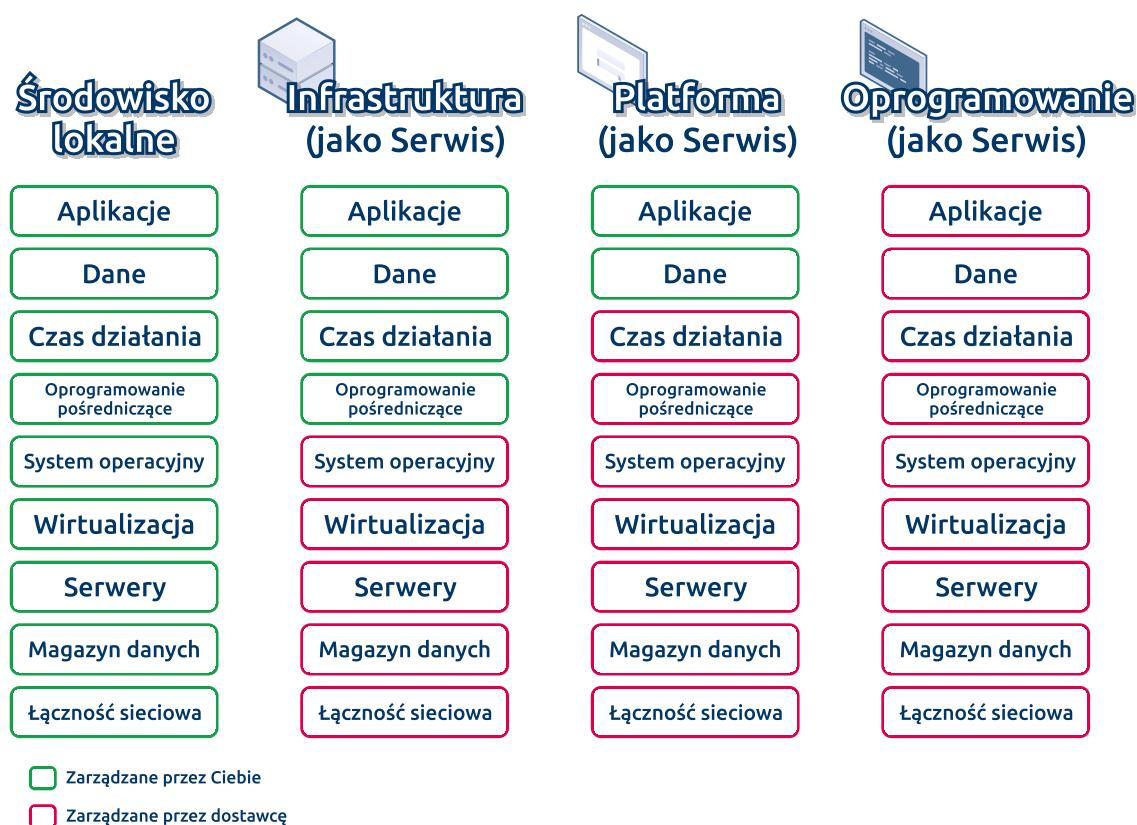 Środowisko
lokalne
Infrastruktura
(jako Serwis)
Platforma
(jako Serwis)
Oprogramowanie
(jako Serwis)
Aplikacje
Aplikacje
Aplikacje
Aplikacje
Dane
Dane
Dane
Dane
Czas działania
Czas działania
Czas działania
Czas działania
Oprogramowanie
pośredniczące
Oprogramowanie
pośredniczące
Oprogramowanie
pośredniczące
Oprogramowanie
pośredniczące
System operacyjny
System operacyjny
System operacyjny
System operacyjny
Wirtualizacja
Wirtualizacja
Wirtualizacja
Wirtualizacja
Serwery
Serwery
Serwery
Serwery
Magazyn danych
Magazyn danych
Magazyn danych
Magazyn danych
Łączność sieciowa
Łączność sieciowa
Łączność sieciowa
Łączność sieciowa
Zarządzane przez Ciebie
Zarządzane przez dostawcę